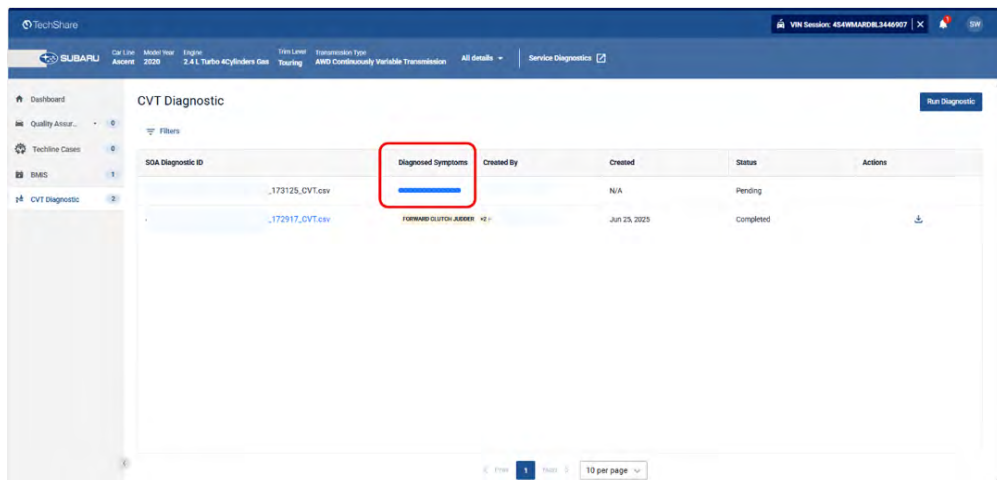 TechShare
VIN Session: 4S4WMARD8L3446907
SW
SUBARU
Car Line Model Year Engine Trim Level Transmission Type
Ascent 2020 2.4 L Turbo 4Cylinders Gas Touring AWD Continuously Variable Transmission
All details
Service Diagnostics
Dashboard
Quality Assur... 0
Techline Cases 0
BMIS 1
CVT Diagnostic 2
CVT Diagnostic
Run Diagnostic
Filters
SOA Diagnostic ID Diagnosed Symptoms Created By Created Status Actions
_173125_CVT.csv N/A Pending
_172917_CVT.csv FORWARD CLUTCH JUDDER +2 Jun 25, 2025 Completed
Prev 1 Next 10 per page